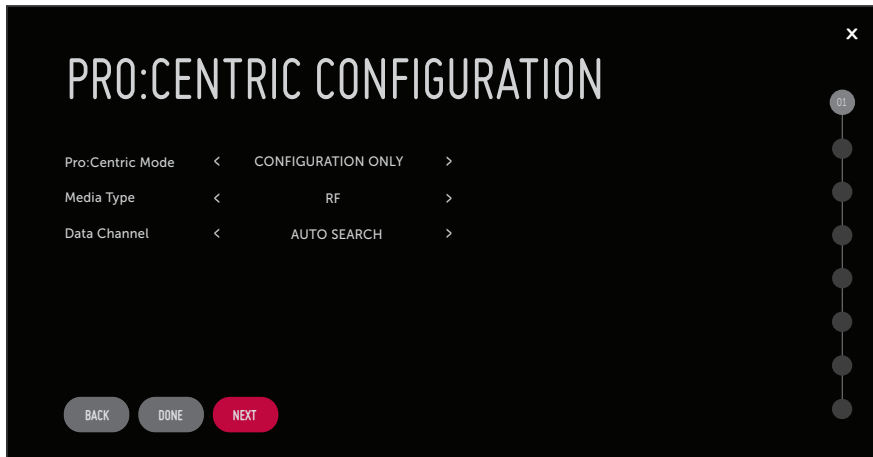 X
PRO:CENTRIC CONFIGURATION
01
Pro:Centric Mode < CONFIGURATION ONLY >
Media Type < RF >
Data Channel < AUTO SEARCH >
BACK DONE NEXT